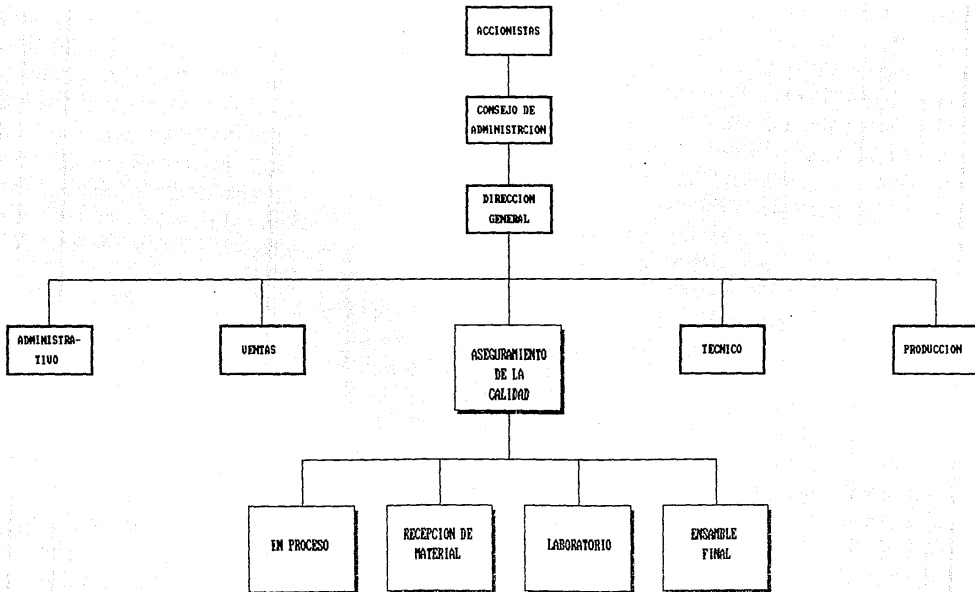 ACCIONISTAS
CONSEJO DE
ADMINISTRCION
DIRECCION
GENERAL
ADMINISTRA-
TIVO
VENTAS
ASEGURAMIENTO
DE LA
CALIDAD
TECNICO
PRODUCCION
EN PROCESO
RECEPCION DE
MATERIAL
LABORATORIO
ENSAMBLE
FINAL